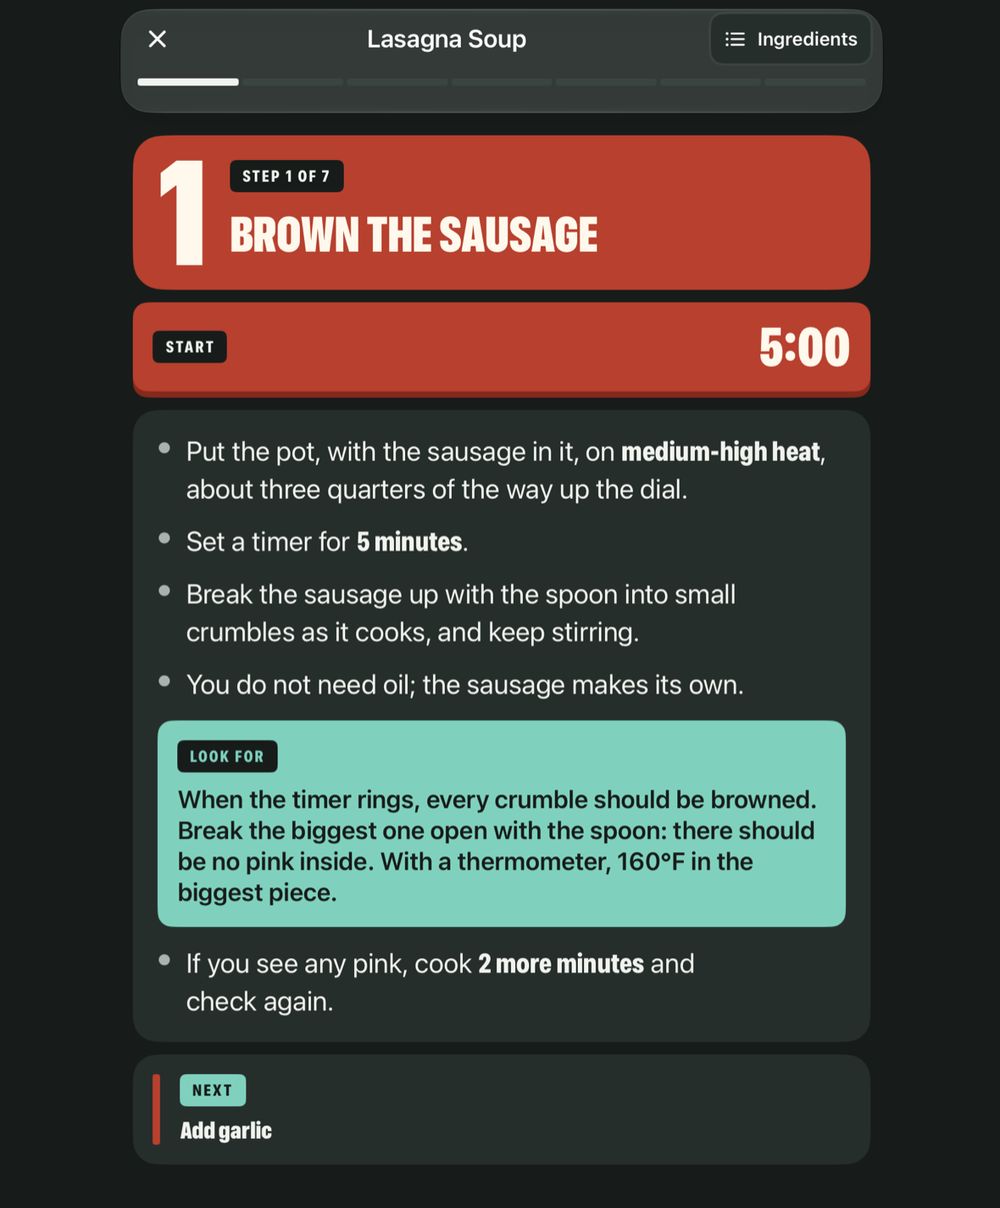 Lasagna Soup
Ingredients
1
STEP 1 OF 7
BROWN THE SAUSAGE
START
5:00
Put the pot, with the sausage in it, on medium-high heat,
about three quarters of the way up the dial.
Set a timer for 5 minutes.
Break the sausage up with the spoon into small
crumbles as it cooks, and keep stirring.
You do not need oil; the sausage makes its own.
LOOK FOR
When the timer rings, every crumble should be browned.
Break the biggest one open with the spoon: there should
be no pink inside. With a thermometer, 160°F in the
biggest piece.
If you see any pink, cook 2 more minutes and
check again.
NEXT
Add garlic